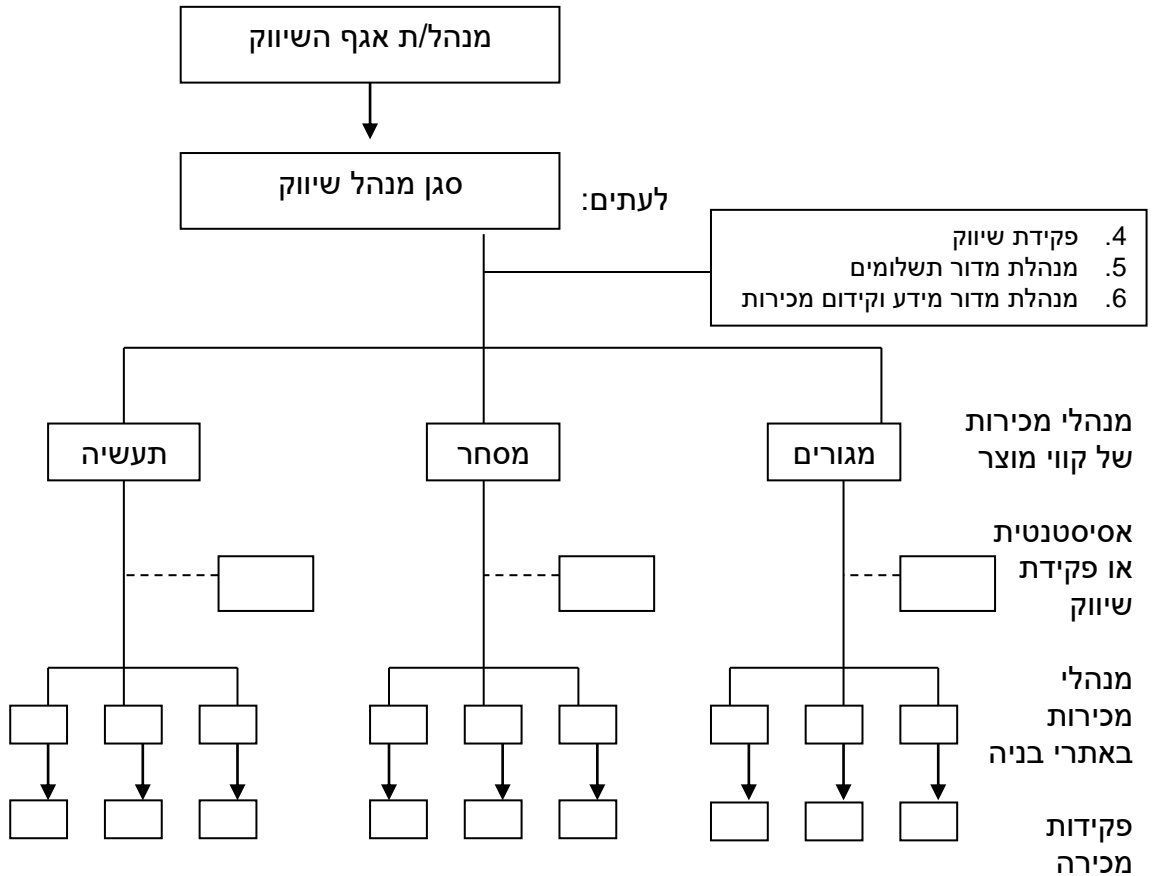 מנהל/ת אגף השיווק
סגן מנהל שיווק
לעתים:
4. פקידת שיווק
5. מנהלת מדור תשלומים
6. מנהלת מדור מידע וקידום מכירות
מנהלי מכירות
של קווי מוצר
מגורים
מסחר
תעשיה
אסיסטנטית
או פקידת
שיווק
מנהלי
מכירות
באתרי בניה
פקידות
מכירה